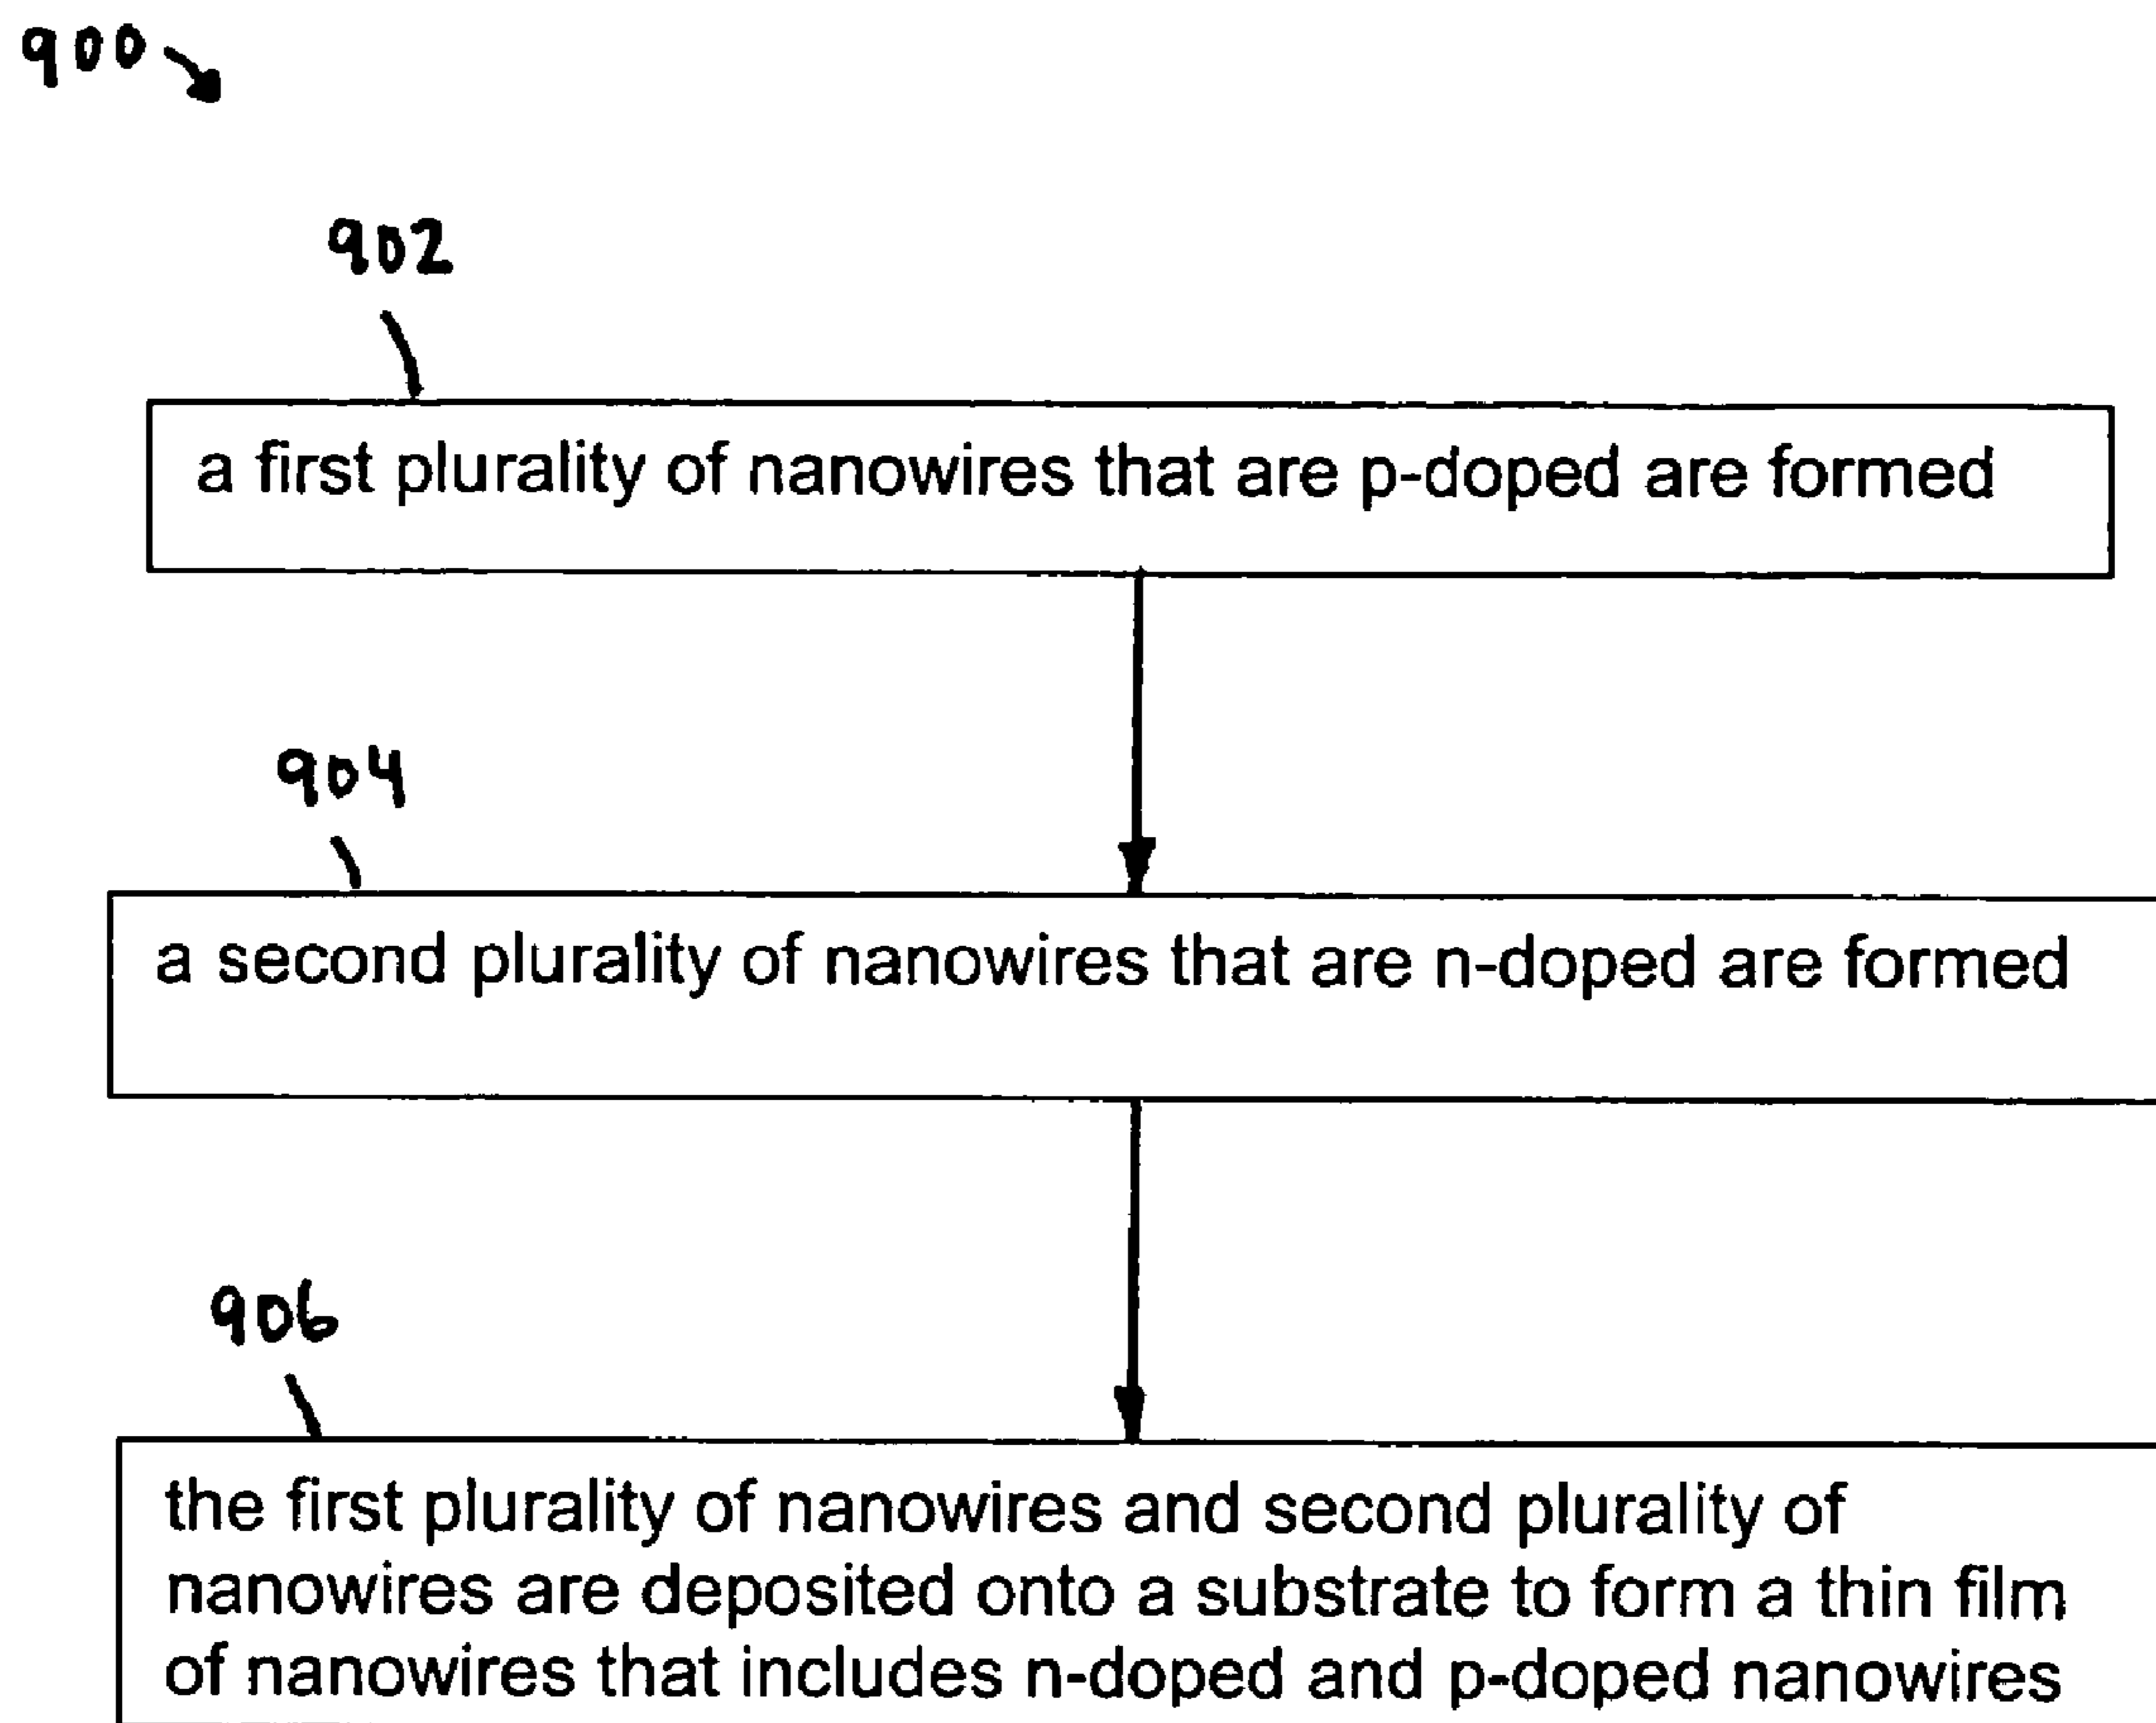 900
902
a first plurality of nanowires that are p-doped are formed
904
a second plurality of nanowires that are n-doped are formed
906
the first plurality of nanowires and second plurality of
nanowires are deposited onto a substrate to form a thin film
of nanowires that includes n-doped and p-doped nanowires